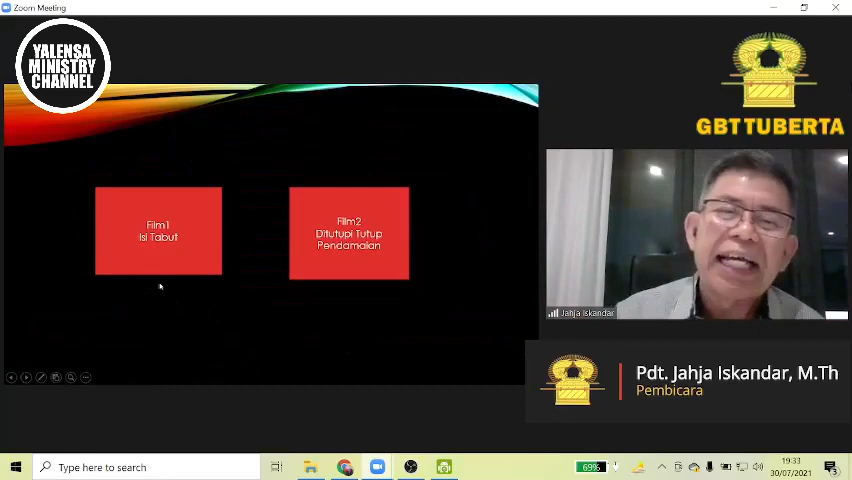 Zoom Meeting
YALENSA
MINISTRY
CHANNEL
GBT TUBERTA
Film1
Isi Tabut
Film2
Ditutupi Tutup
Pendamaian
Jahja Iskandar
Pdt. Jahja Iskandar, M.Th
Pembicara
Type here to search
69%
19:33
30/07/2021
3